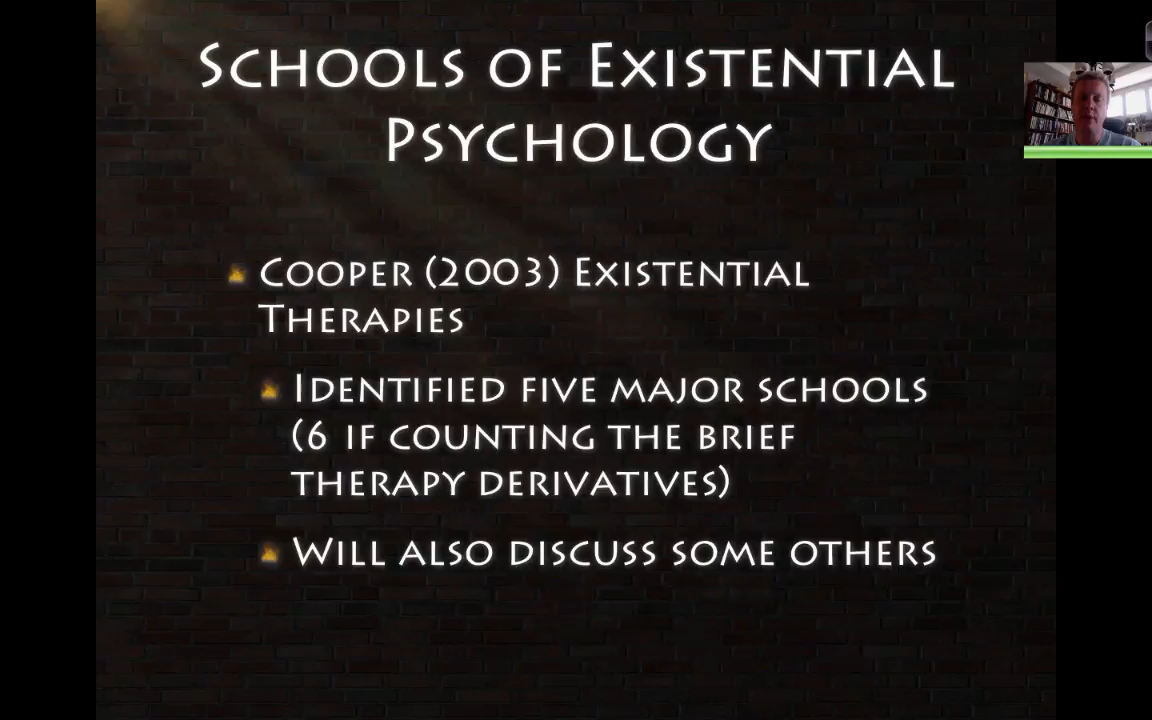 Schools of Existential
Psychology
Cooper (2003) Existential
Therapies
Identified five major schools
(6 if counting the brief
therapy derivatives)
Will also discuss some others